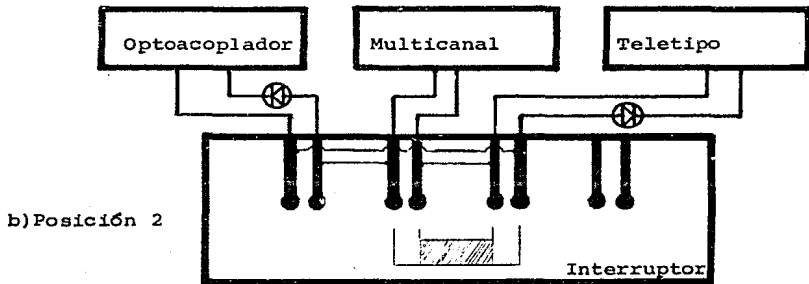 Optoacoplador
Multicanal
Teletipo
b)Posición 2
Interruptor